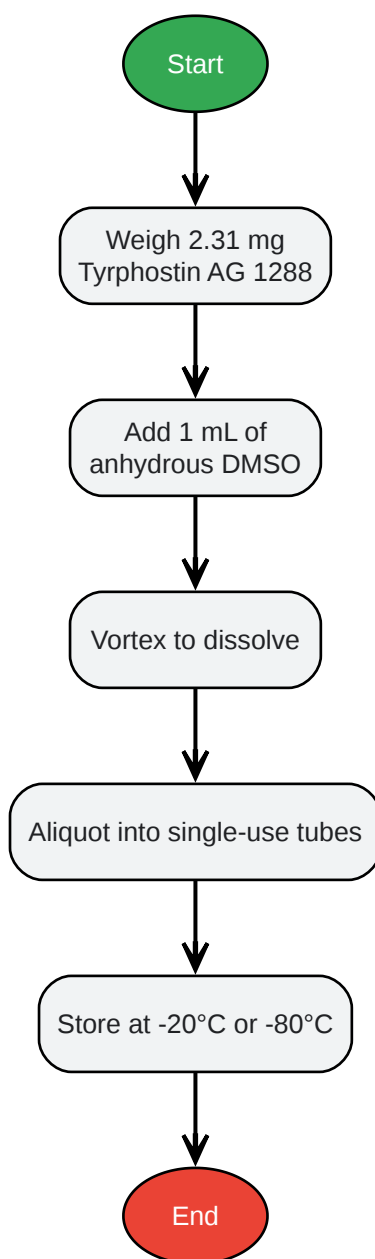 Start
Weigh 2.31 mg
Tyrphostin AG 1288
Add 1 mL of
anhydrous DMSO
Vortex to dissolve
Aliquot into single-use tubes
Store at -20°C or -80°C
End